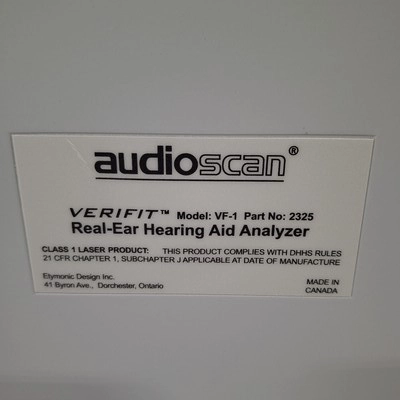 audioscan®
VERIFIT™ Model: VF-1 Part No: 2325
Real-Ear Hearing Aid Analyzer
CLASS 1 LASER PRODUCT: THIS PRODUCT COMPLIES WITH DHHS RULES
21 CFR CHAPTER 1, SUBCHAPTER J APPLICABLE AT DATE OF MANUFACTURE
Etymonic Design Inc.
41 Byron Ave., Dorchester, Ontario
MADE IN
CANADA